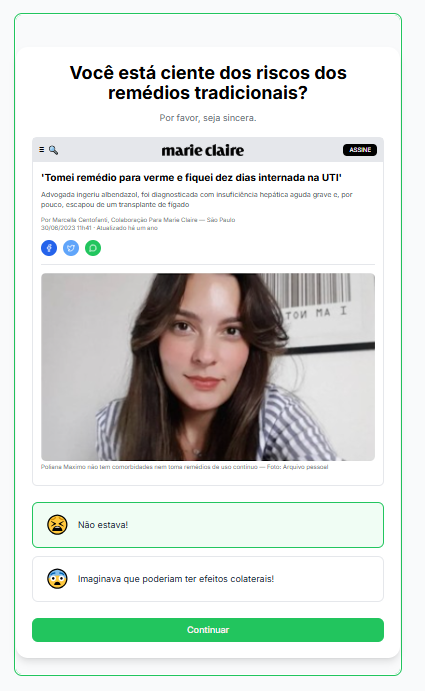 Você está ciente dos riscos dos
remédios tradicionais?
Por favor, seja sincera.
marie claire
ASSINE
'Tomei remédio para verme e fiquei dez dias internada na UTI'
Advogada ingeriu albendazol, foi diagnosticada com insuficiência hepática aguda grave e, por
pouco, escapou de um transplante de fígado
Por Marcella Centofanti, Colaboração Para Marie Claire — São Paulo
30/06/2023 11h41 · Atualizado há um ano
TON MA I
Poliana Maximo não tem comorbidades nem toma remédios de uso contínuo — Foto: Arquivo pessoal
Não estava!
Imaginava que poderiam ter efeitos colaterais!
Continuar